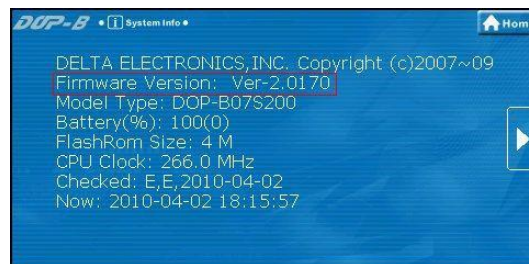 DOP-B • i System Info •
Home
DELTA ELECTRONICS,INC. Copyright (c)2007~09
Firmware Version: Ver-2.0170
Model Type: DOP-B07S200
Battery(%): 100(0)
FlashRom Size: 4 M
CPU Clock: 266.0 MHz
Checked: E,E,2010-04-02
Now: 2010-04-02 18:15:57